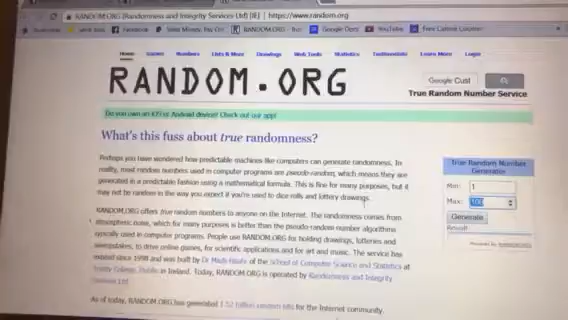 RANDOM.ORG (Randomness and Integrity Services Ltd) [IE] | https://www.random.org
Facebook Send Money, Pay On RANDOM.ORG - True Google Docs YouTube Free Catered Court
Home Games Numbers Lists & More Drawings Web Tools Statistics Testimonials Learn More Login
RANDOM.ORG
Google Cust
True Random Number Service
Do you own an iOS or Android device? Check out our app!
What's this fuss about true randomness?
Perhaps you have wondered how predictable machines like computers can generate randomness. In
reality, most random numbers used in computer programs are pseudo-random, which means they are
generated in a predictable fashion using a mathematical formula. This is fine for many purposes, but it
may not be random in the way you expect if you're used to dice rolls and lottery drawings.
RANDOM.ORG offers true random numbers to anyone on the Internet. The randomness comes from
atmospheric noise, which for many purposes is better than the pseudo-random number algorithms
typically used in computer programs. People use RANDOM.ORG for holding drawings, lotteries and
sweepstakes, to drive online games, for scientific applications and for art and music. The service has
existed since 1998 and was built by Dr Mads Haahr of the School of Computer Science and Statistics at
Trinity College, Dublin in Ireland. Today, RANDOM.ORG is operated by Randomness and Integrity
Services Ltd.
As of today, RANDOM.ORG has generated 1.52 trillion random bits for the Internet community.
True Random Number
Generator
Min: 1
Max: 100
Generate
Result:
Powered by RANDOM.ORG